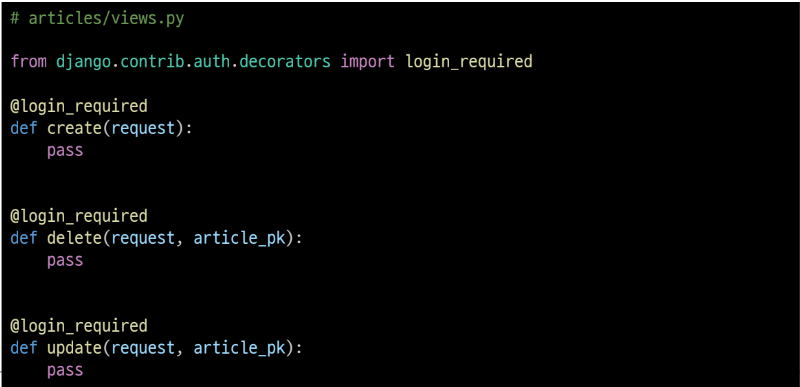 # articles/views.py
from django.contrib.auth.decorators import login_required
@login_required
def create(request):
    pass
@login_required
def delete(request, article_pk):
    pass
@login_required
def update(request, article_pk):
    pass